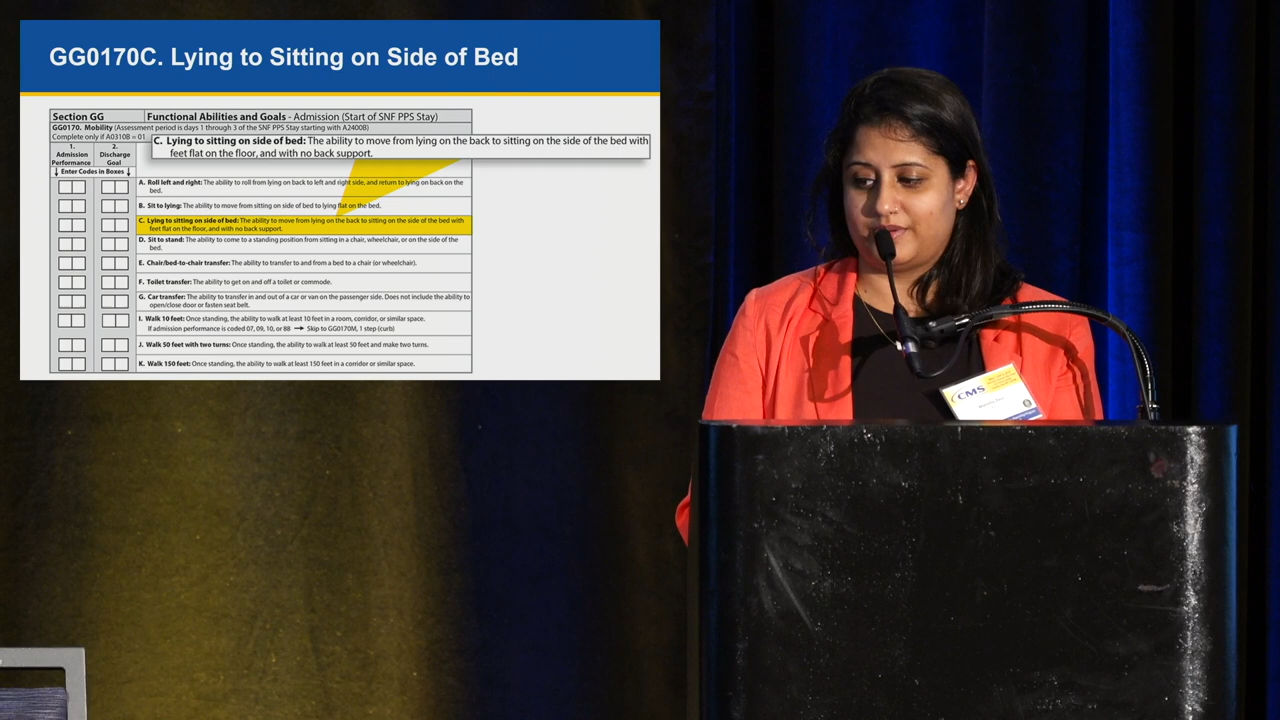 GG0170C. Lying to Sitting on Side of Bed
Section GG
Functional Abilities and Goals - Admission (Start of SNF PPS Stay)
GG0170. Mobility (Assessment period is days 1 through 3 of the SNF PPS Stay starting with A2400B)
Complete only if A0310B = 01
C. Lying to sitting on side of bed: The ability to move from lying on the back to sitting on the side of the bed with
feet flat on the floor, and with no back support.
1.
Admission
Performance
2.
Discharge
Goal
↓ Enter Codes in Boxes ↓
A. Roll left and right: The ability to roll from lying on back to left and right side, and return to lying on back on the
bed.
B. Sit to lying: The ability to move from sitting on side of bed to lying flat on the bed.
C. Lying to sitting on side of bed: The ability to move from lying on the back to sitting on the side of the bed with
feet flat on the floor, and with no back support.
D. Sit to stand: The ability to come to a standing position from sitting in a chair, wheelchair, or on the side of the
bed.
E. Chair/bed-to-chair transfer: The ability to transfer to and from a bed to a chair (or wheelchair).
F. Toilet transfer: The ability to get on and off a toilet or commode.
G. Car transfer: The ability to transfer in and out of a car or van on the passenger side. Does not include the ability to
open/close door or fasten seat belt.
I. Walk 10 feet: Once standing, the ability to walk at least 10 feet in a room, corridor, or similar space.
If admission performance is coded 07, 09, 10, or 88 → Skip to GG0170M, 1 step (curb)
J. Walk 50 feet with two turns: Once standing, the ability to walk at least 50 feet and make two turns.
K. Walk 150 feet: Once standing, the ability to walk at least 150 feet in a corridor or similar space.
CMS